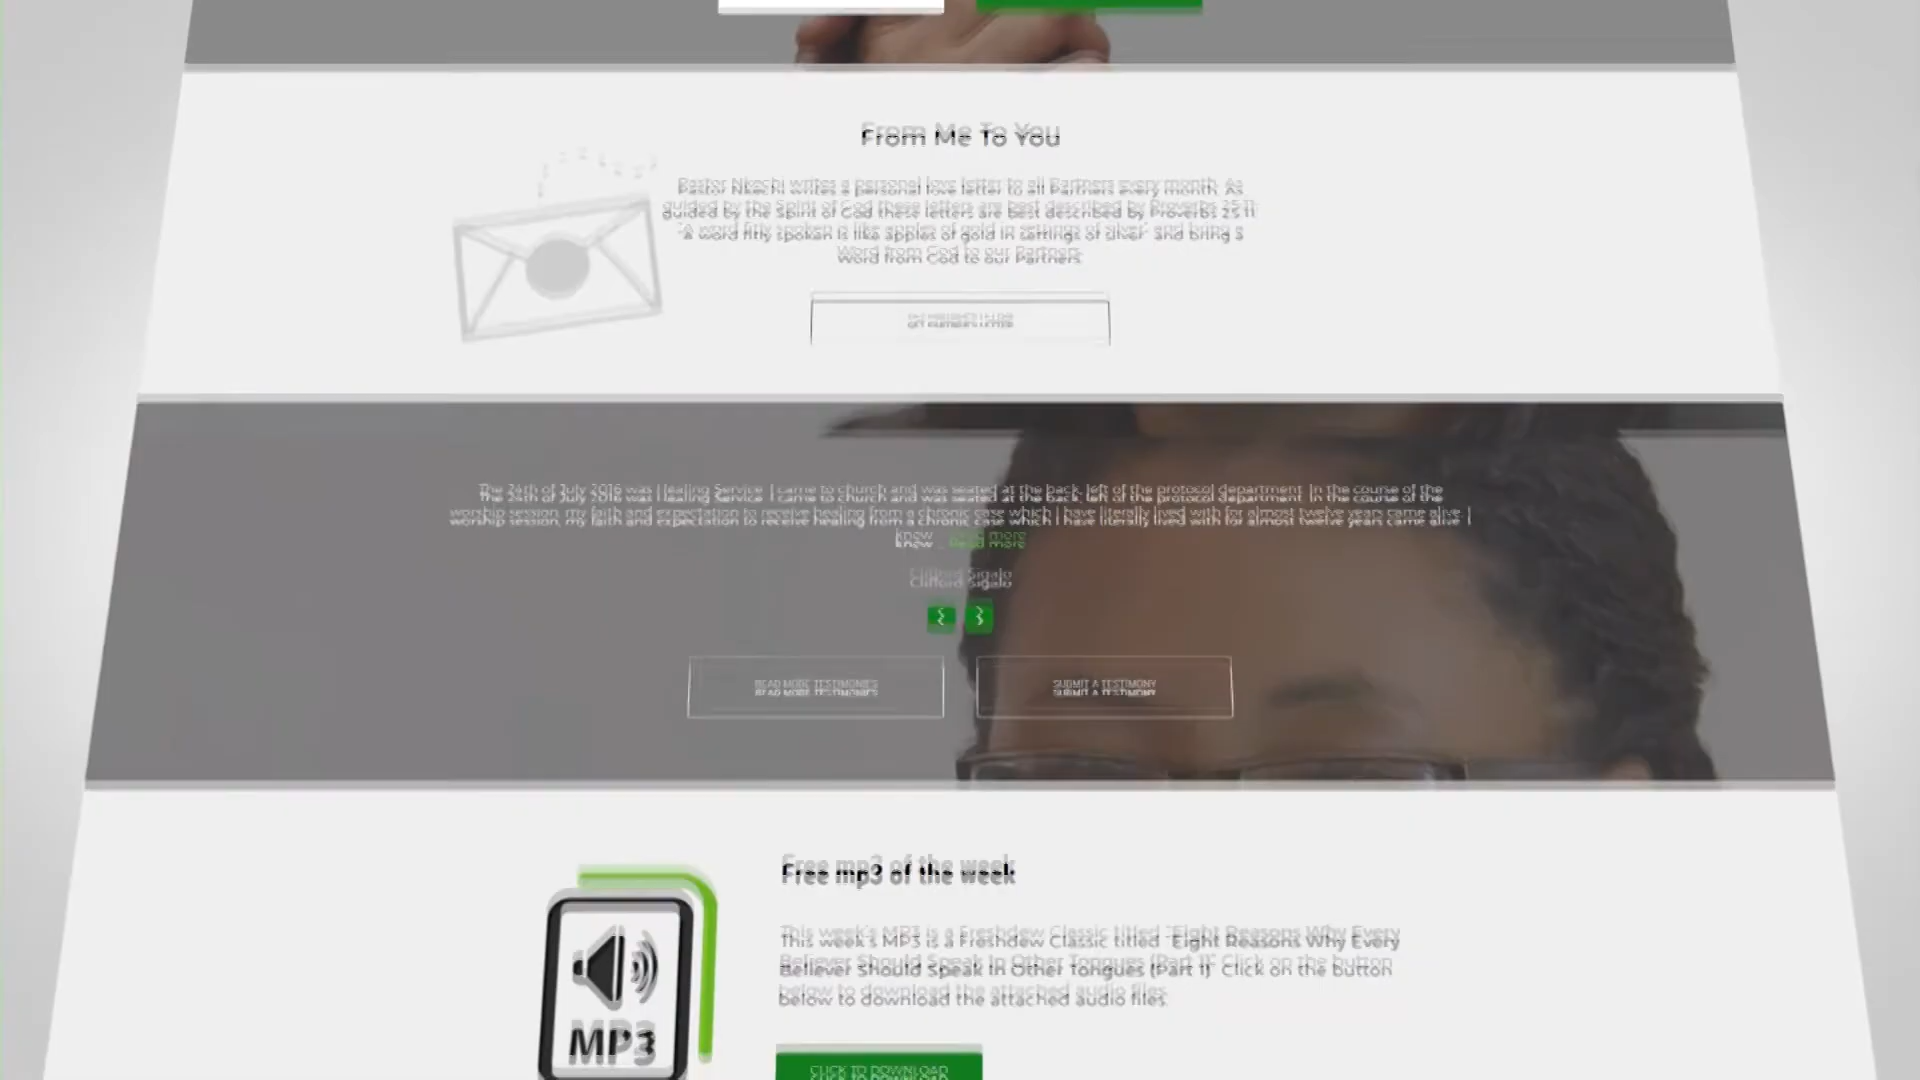 From Me To You
Pastor Nkechi writes a personal love letter to all Partners every month. As
guided by the Spirit of God these letters are best described by Proverbs 25:11
"A word fitly spoken is like apples of gold in settings of silver" and bring a
Word from God to our Partners.
GET PARTNER'S LETTER
The 24th of July 2016 was Healing Service. I came to church and was seated at the back, left of the protocol department. In the course of the
worship session, my faith and expectation to receive healing from a chronic case which I have literally lived with for almost twelve years came alive. I
know ... Read more
Clifford Sigalo
READ MORE TESTIMONIES
SUBMIT A TESTIMONY
Free mp3 of the week
This week's MP3 is a Freshdew Classic titled "Eight Reasons Why Every
Believer Should Speak In Other Tongues (Part 1)" Click on the button
below to download the attached audio files.
MP3
CLICK TO DOWNLOAD